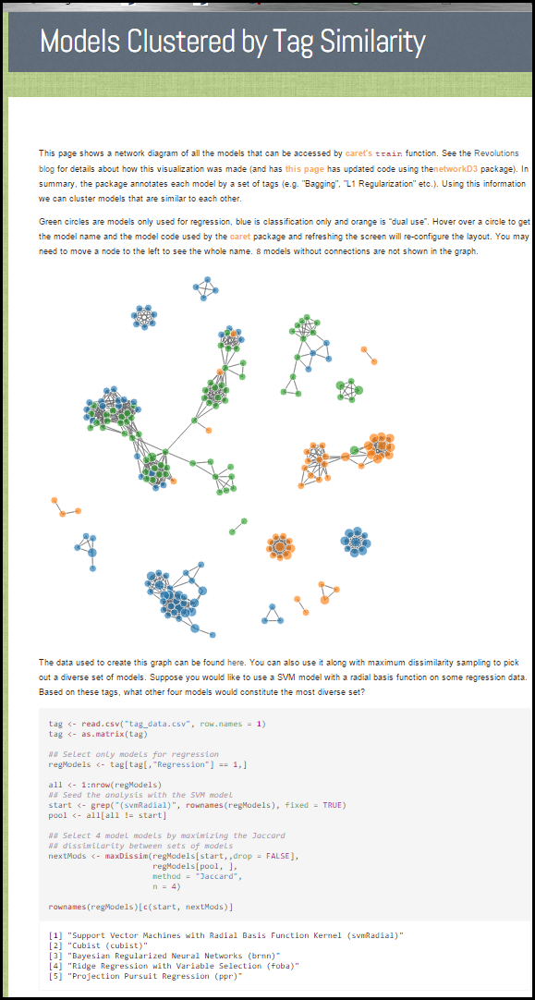 Models Clustered by Tag Similarity
This page shows a network diagram of all the models that can be accessed by caret's train function. See the Revolutions
blog for details about how this visualization was made (and has this page has updated code using thenetworkD3 package). In
summary, the package annotates each model by a set of tags (e.g. "Bagging", "L1 Regularization" etc.). Using this information
we can cluster models that are similar to each other.
Green circles are models only used for regression, blue is classification only and orange is "dual use". Hover over a circle to get
the model name and the model code used by the caret package and refreshing the screen will re-configure the layout. You may
need to move a node to the left to see the whole name. 8 models without connections are not shown in the graph.
The data used to create this graph can be found here. You can also use it along with maximum dissimilarity sampling to pick
out a diverse set of models. Suppose you would like to use a SVM model with a radial basis function on some regression data.
Based on these tags, what other four models would constitute the most diverse set?
tag <- read.csv("tag_data.csv", row.names = 1)
tag <- as.matrix(tag)
## Select only models for regression
regModels <- tag[tag[,"Regression"] == 1,]
all <- 1:nrow(regModels)
## Seed the analysis with the SVM model
start <- grep("(svmRadial)", rownames(regModels), fixed = TRUE)
pool <- all[all != start]
## Select 4 model models by maximizing the Jaccard
## dissimilarity between sets of models
nextMods <- maxDissim(regModels[start,,drop = FALSE],
regModels[pool, ],
method = "Jaccard",
n = 4)
rownames(regModels)[c(start, nextMods)]
[1] "Support Vector Machines with Radial Basis Function Kernel (svmRadial)"
[2] "Cubist (cubist)"
[3] "Bayesian Regularized Neural Networks (brnn)"
[4] "Ridge Regression with Variable Selection (foba)"
[5] "Projection Pursuit Regression (ppr)"